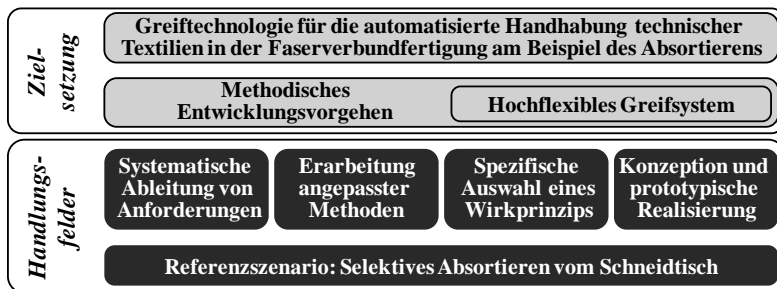 Ziel-
setzung
Greiftechnologie für die automatisierte Handhabung technischer
Textilien in der Faserverbundfertigung am Beispiel des Absortierens
Methodisches
Entwicklungsvorgehen
Hochflexibles Greifsystem
Handlungs-
felder
Systematische
Ableitung von
Anforderungen
Erarbeitung
angepasster
Methoden
Spezifische
Auswahl eines
Wirkprinzips
Konzeption und
prototypische
Realisierung
Referenzszenario: Selektives Absortieren vom Schneidtisch